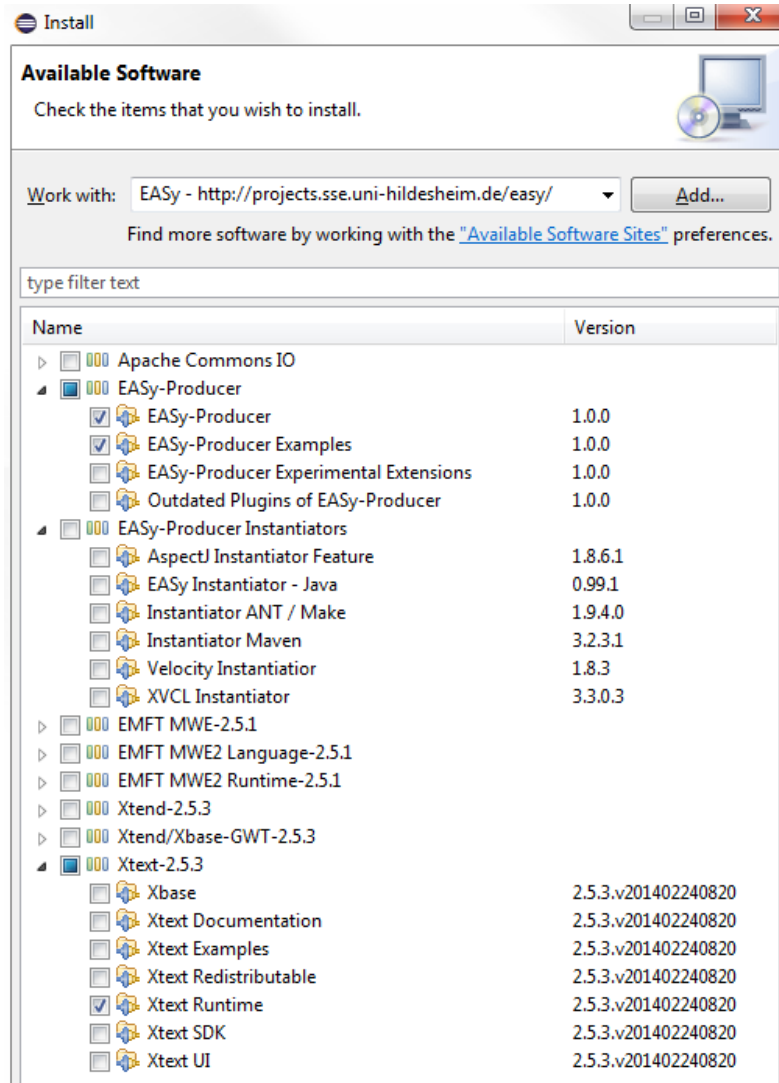 Install
Available Software
Check the items that you wish to install.
Work with: EASy - http://projects.sse.uni-hildesheim.de/easy/ Add...
Find more software by working with the "Available Software Sites" preferences.
type filter text
Name Version
Apache Commons IO
EASy-Producer
EASy-Producer 1.0.0
EASy-Producer Examples 1.0.0
EASy-Producer Experimental Extensions 1.0.0
Outdated Plugins of EASy-Producer 1.0.0
EASy-Producer Instantiators
AspectJ Instantiator Feature 1.8.6.1
EASy Instantiator - Java 0.99.1
Instantiator ANT / Make 1.9.4.0
Instantiator Maven 3.2.3.1
Velocity Instantiatior 1.8.3
XVCL Instantiator 3.3.0.3
EMFT MWE-2.5.1
EMFT MWE2 Language-2.5.1
EMFT MWE2 Runtime-2.5.1
Xtend-2.5.3
Xtend/Xbase-GWT-2.5.3
Xtext-2.5.3
Xbase 2.5.3.v201402240820
Xtext Documentation 2.5.3.v201402240820
Xtext Examples 2.5.3.v201402240820
Xtext Redistributable 2.5.3.v201402240820
Xtext Runtime 2.5.3.v201402240820
Xtext SDK 2.5.3.v201402240820
Xtext UI 2.5.3.v201402240820